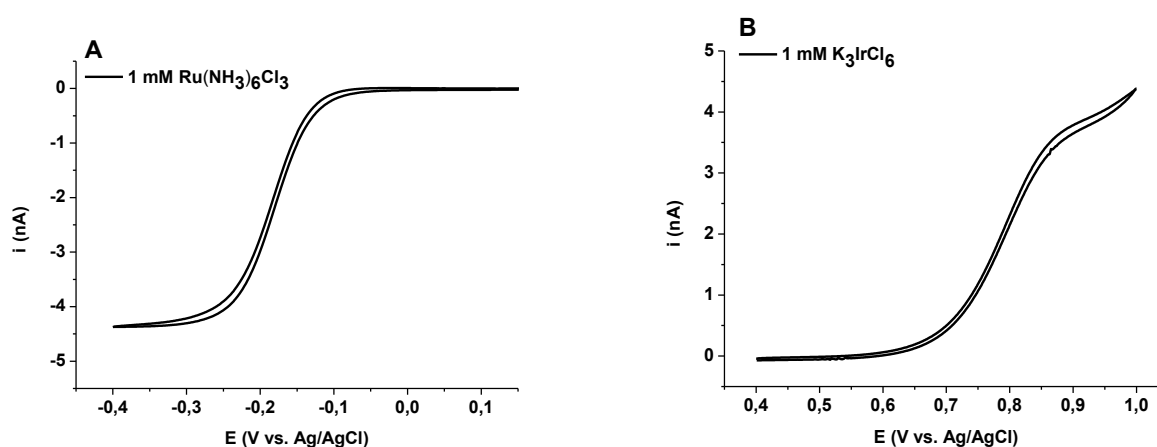 A
1 mM Ru(NH3)6Cl3
0
-1
-2
-3
-4
-5
i (nA)
-0,4 -0,3 -0,2 -0,1 0,0 0,1
E (V vs. Ag/AgCl)
B
1 mM K3IrCl6
5
4
3
2
1
0
i (nA)
0,4 0,5 0,6 0,7 0,8 0,9 1,0
E (V vs. Ag/AgCl)